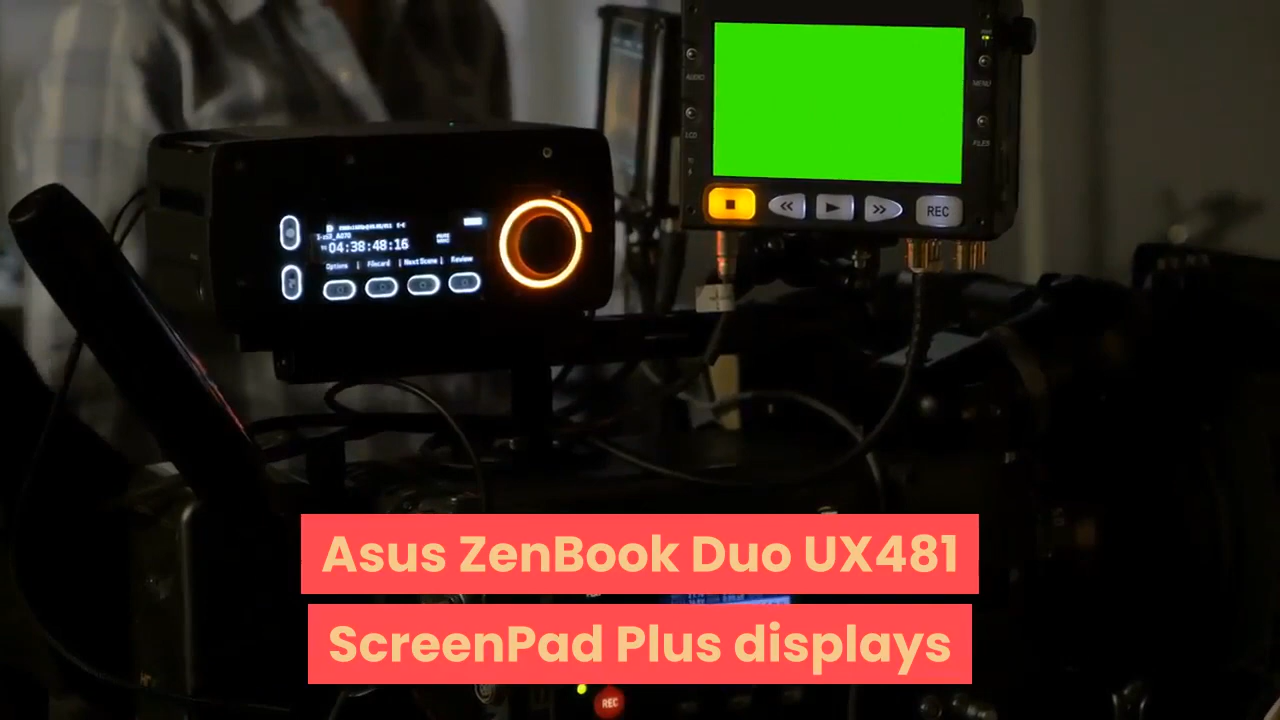 AUDIO
MENU
LCD
FILES
REC
04:38:48:16
Options | Filecard | Next Scene | Review
Asus ZenBook Duo UX481
ScreenPad Plus displays
REC